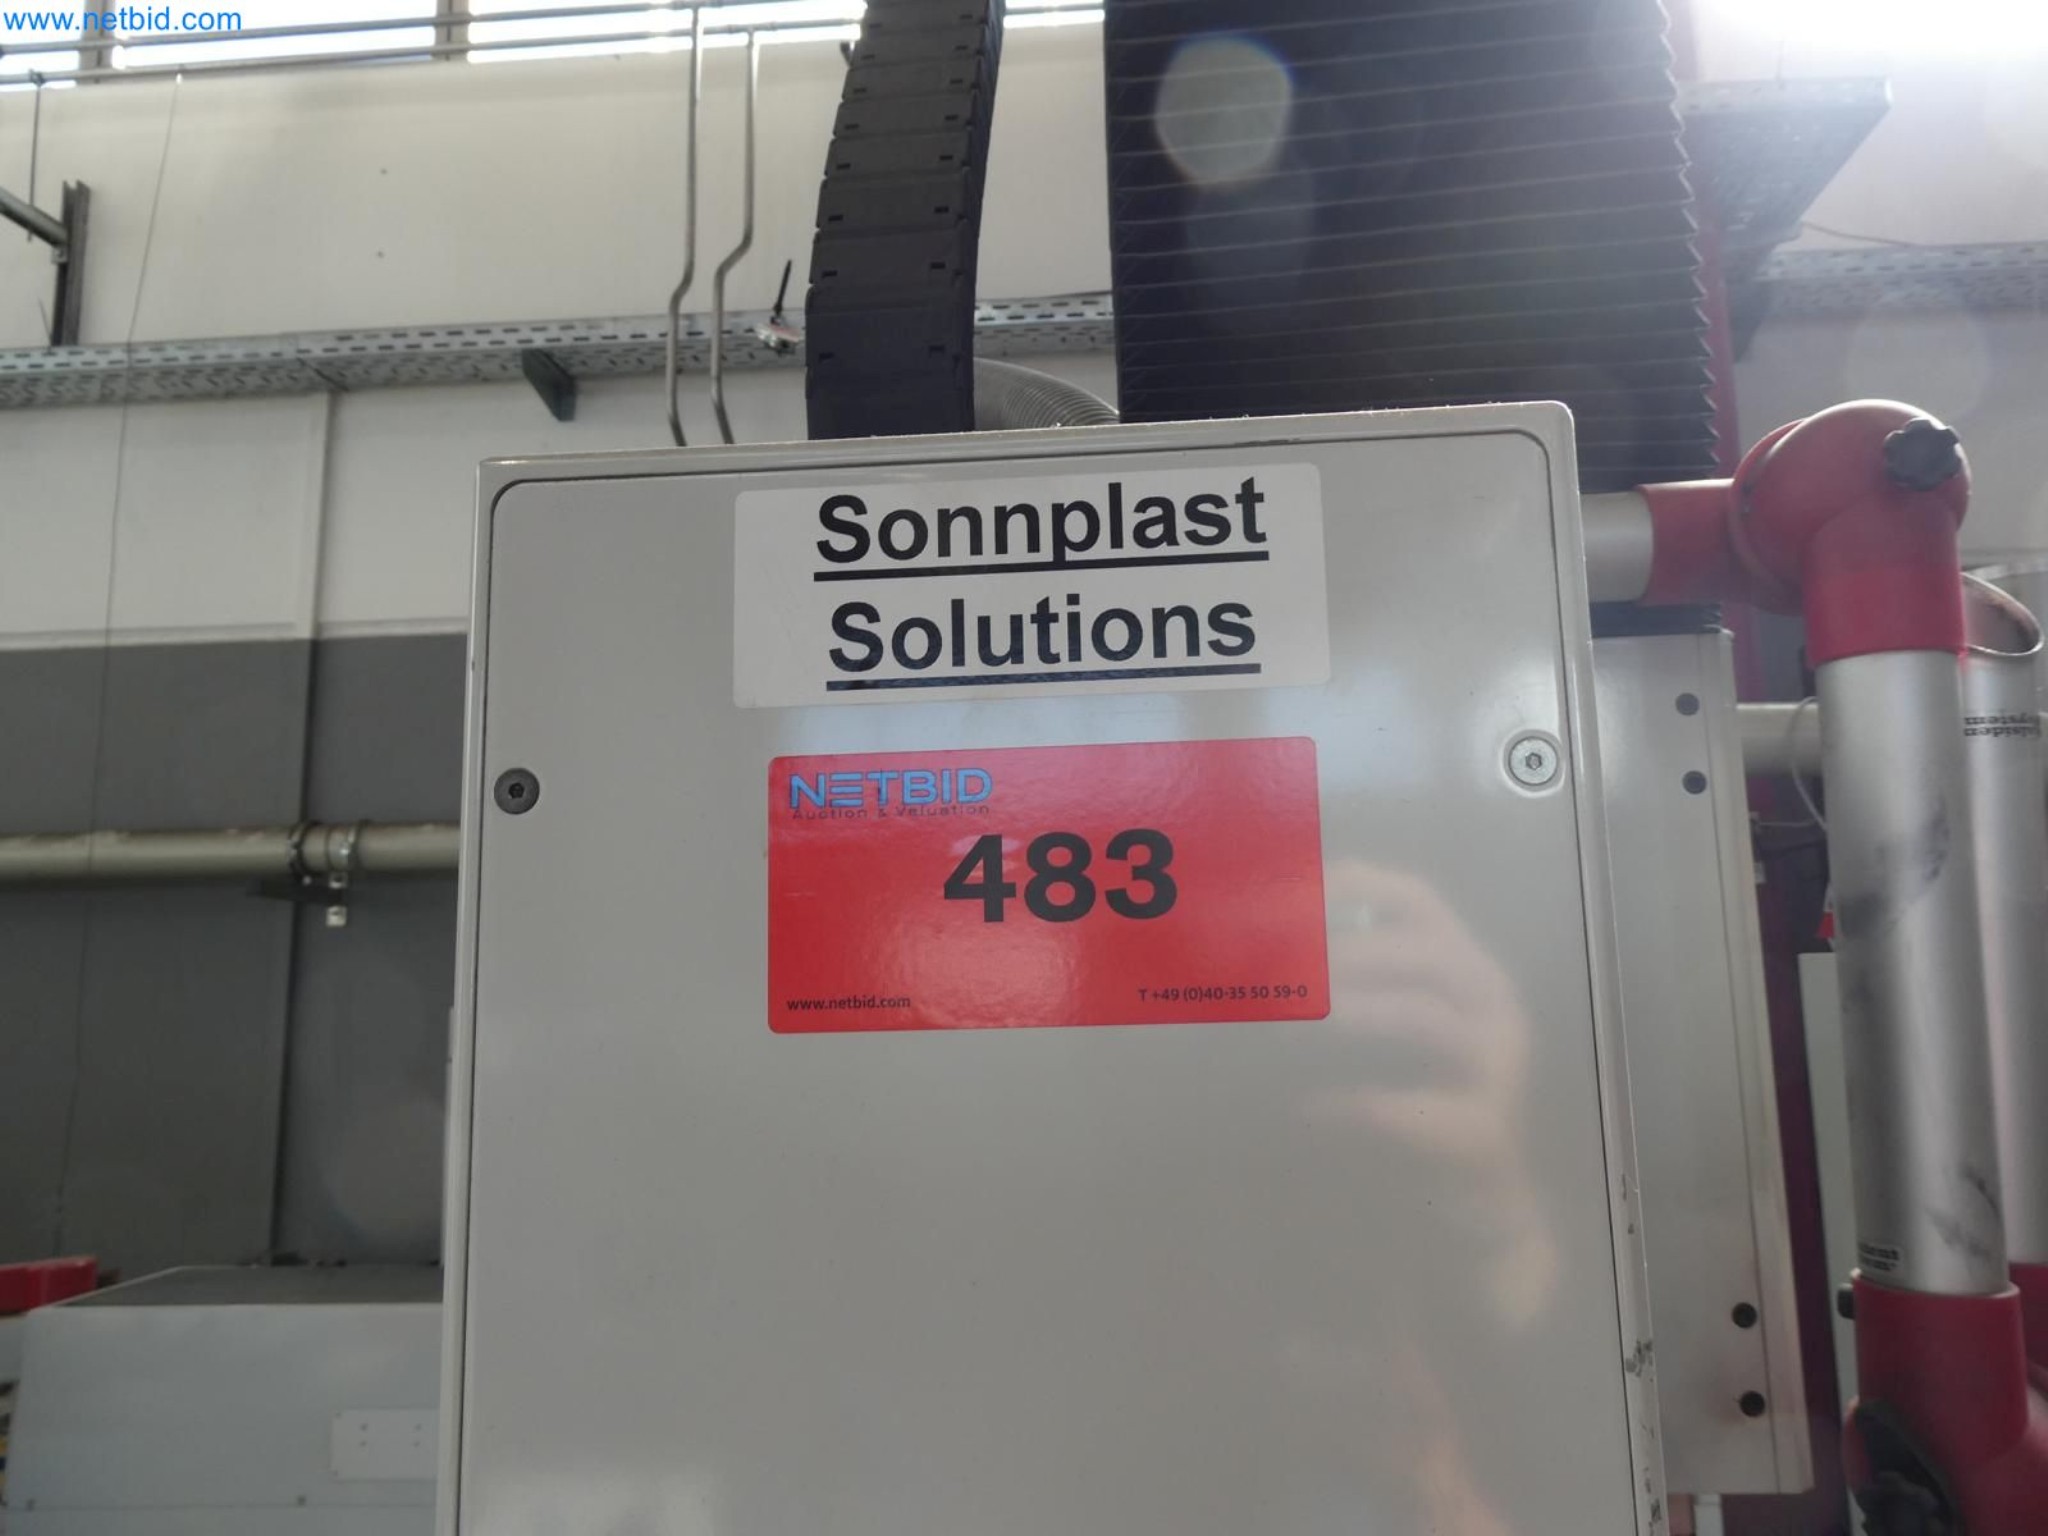 www.netbid.com
Sonnplast
Solutions
NETBID
Auction & Valuation
483
www.netbid.com
T +49 (0)40-35 50 59-0